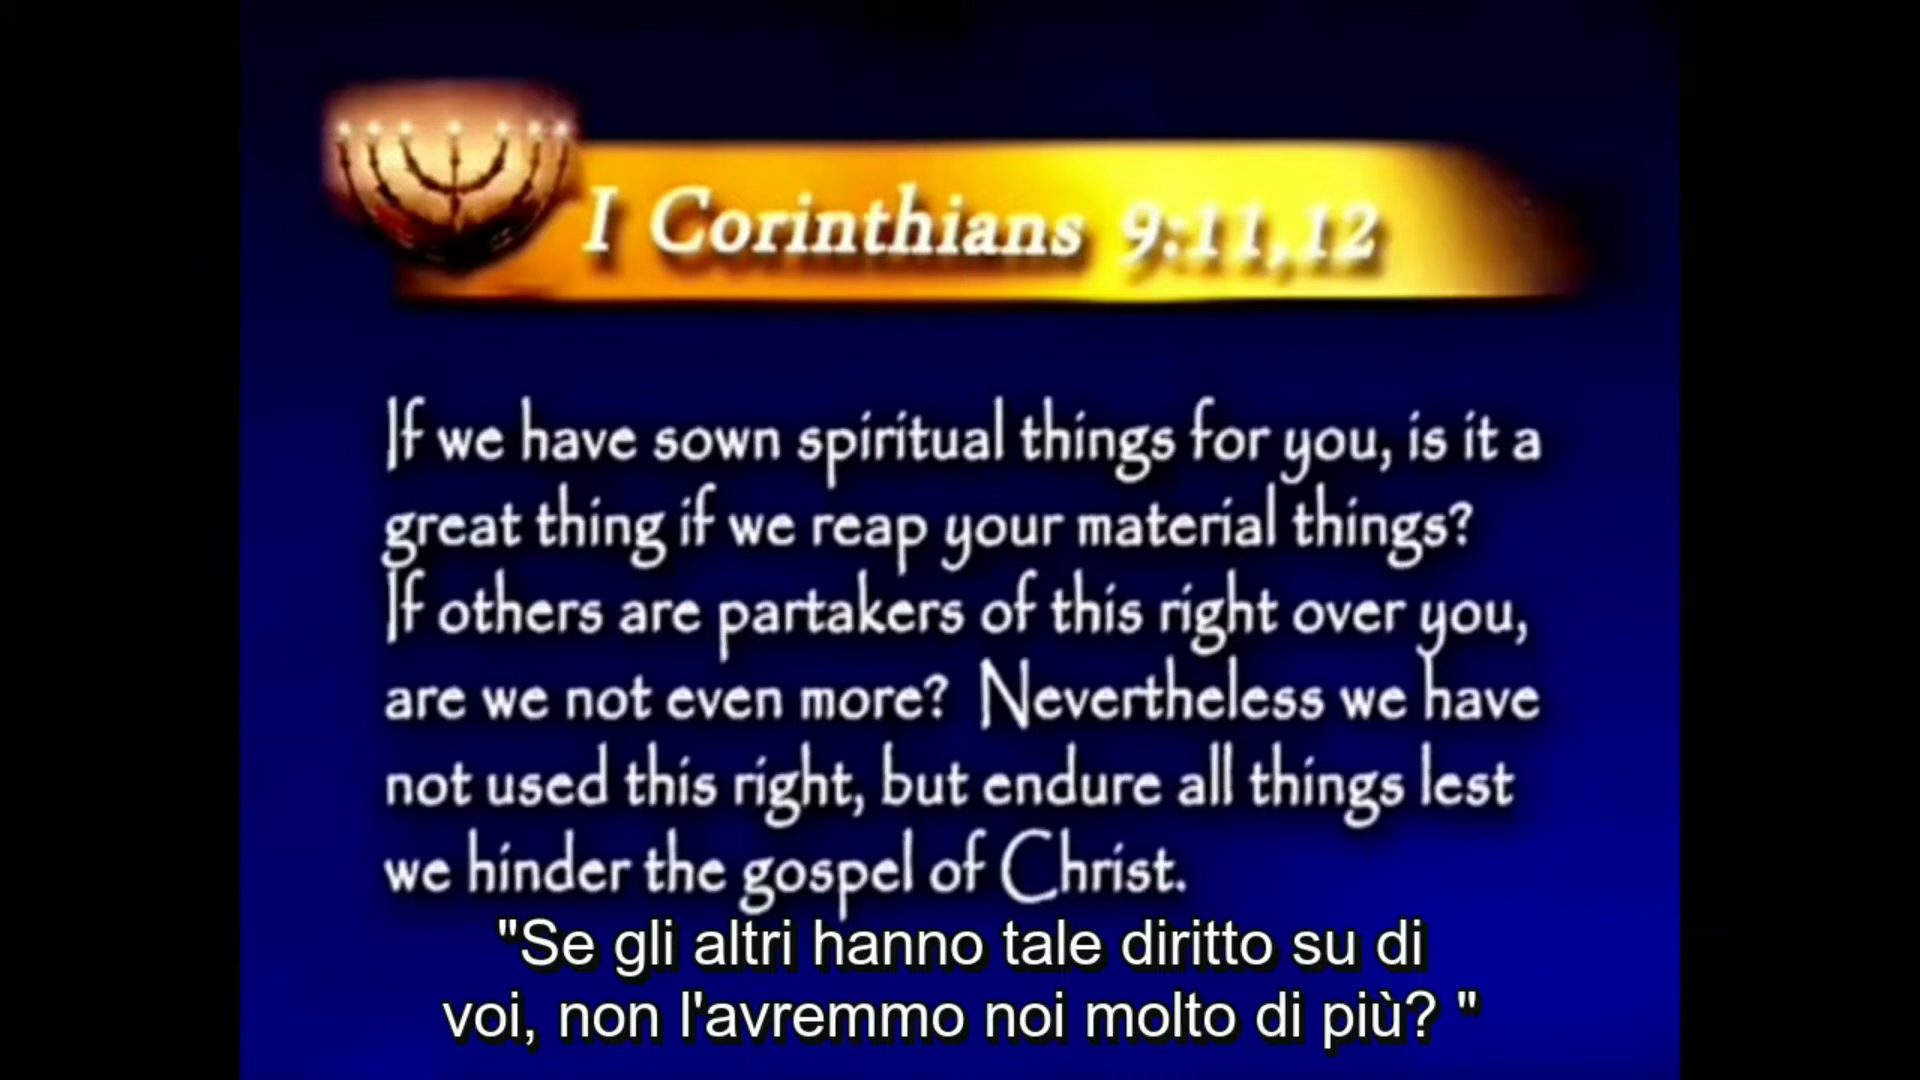 I Corinthians 9:11,12
If we have sown spiritual things for you, is it a
great thing if we reap your material things?
If others are partakers of this right over you,
are we not even more? Nevertheless we have
not used this right, but endure all things lest
we hinder the gospel of Christ.
"Se gli altri hanno tale diritto su di
voi, non l'avremmo noi molto di più? "